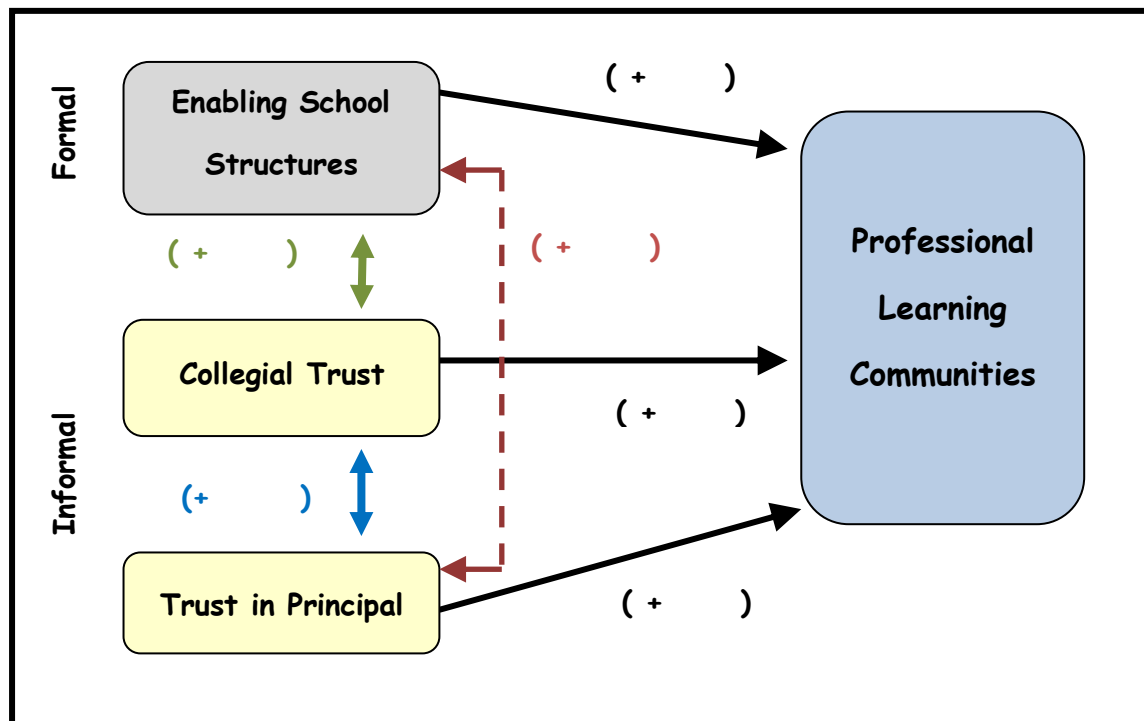 Formal
Enabling School
Structures
( + )
( + )
( + )
Professional
Learning
Communities
Informal
Collegial Trust
( + )
(+ )
Trust in Principal
( + )